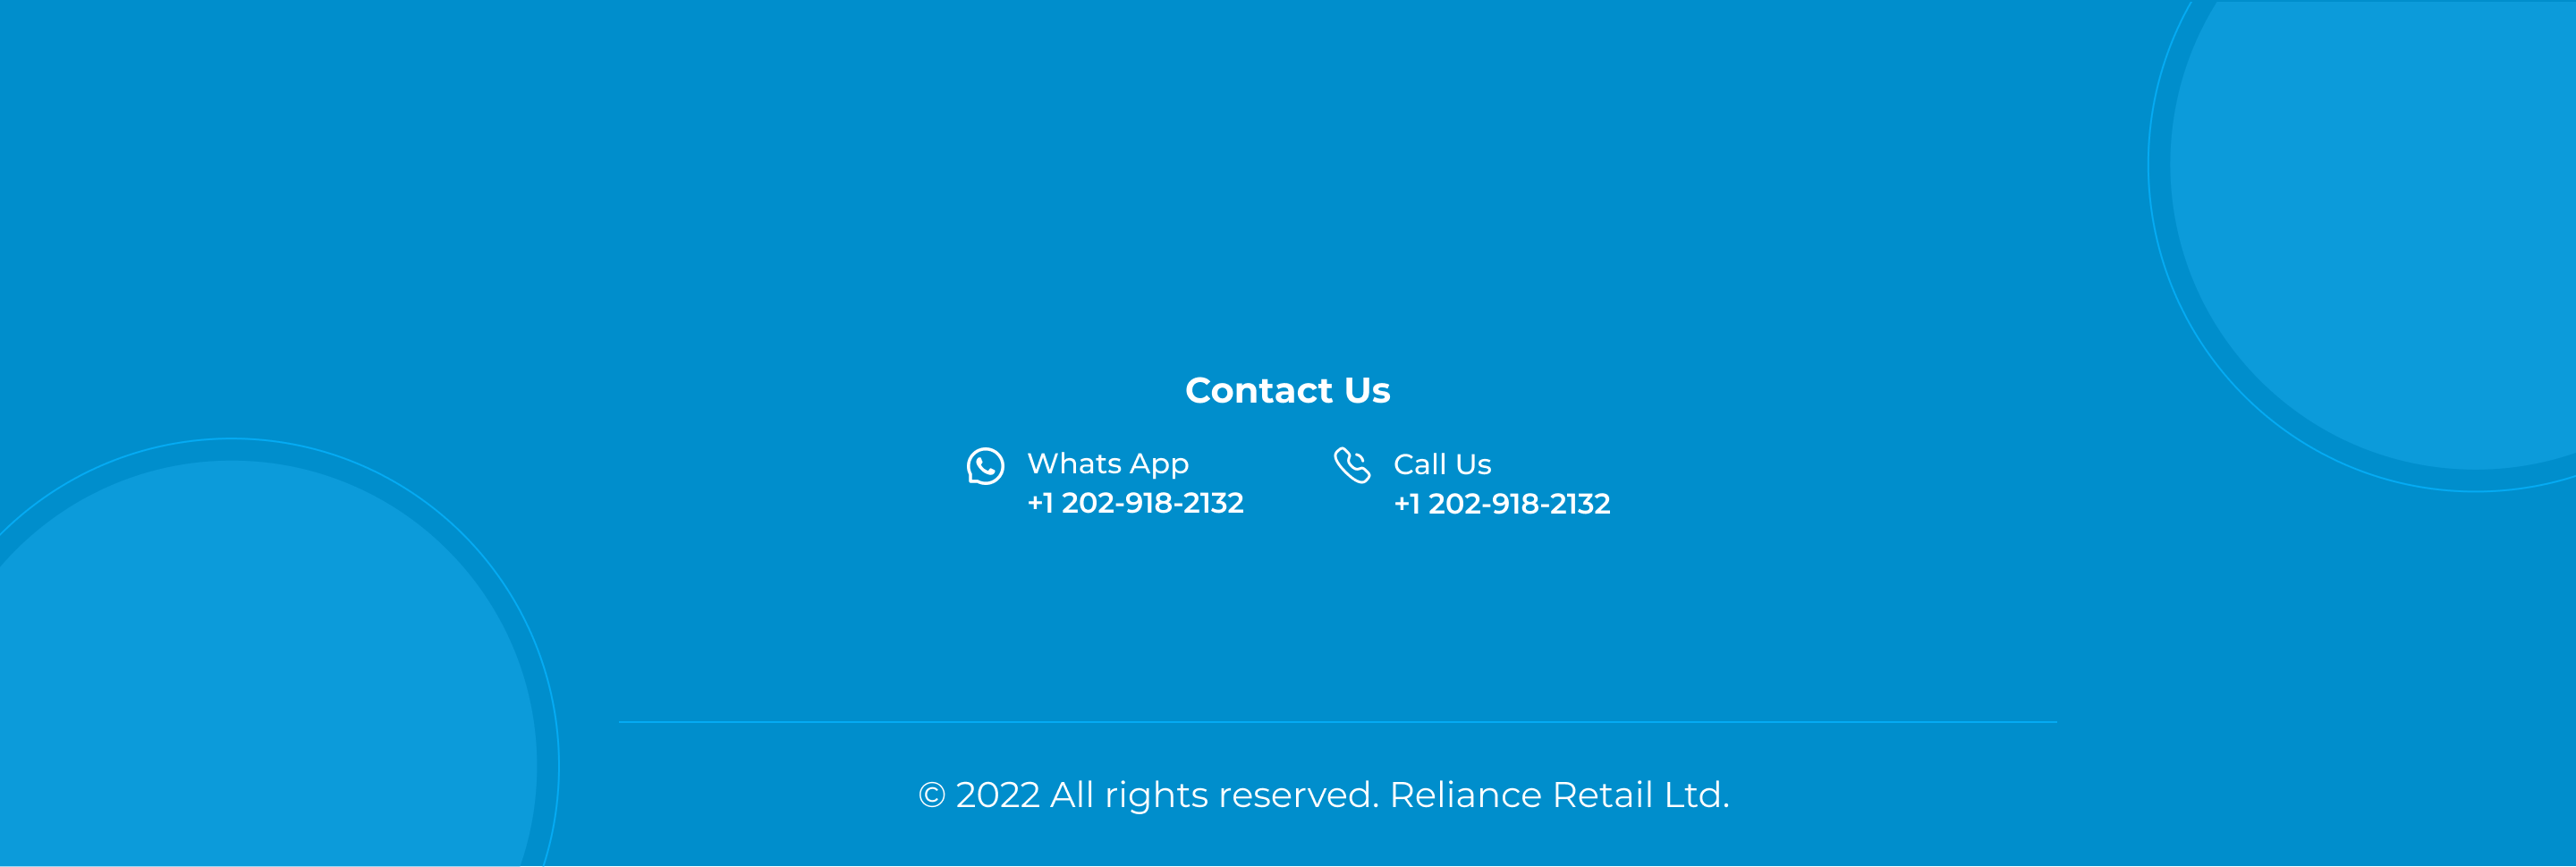 Contact Us
Whats App
+1 202-918-2132
Call Us
+1 202-918-2132
© 2022 All rights reserved. Reliance Retail Ltd.